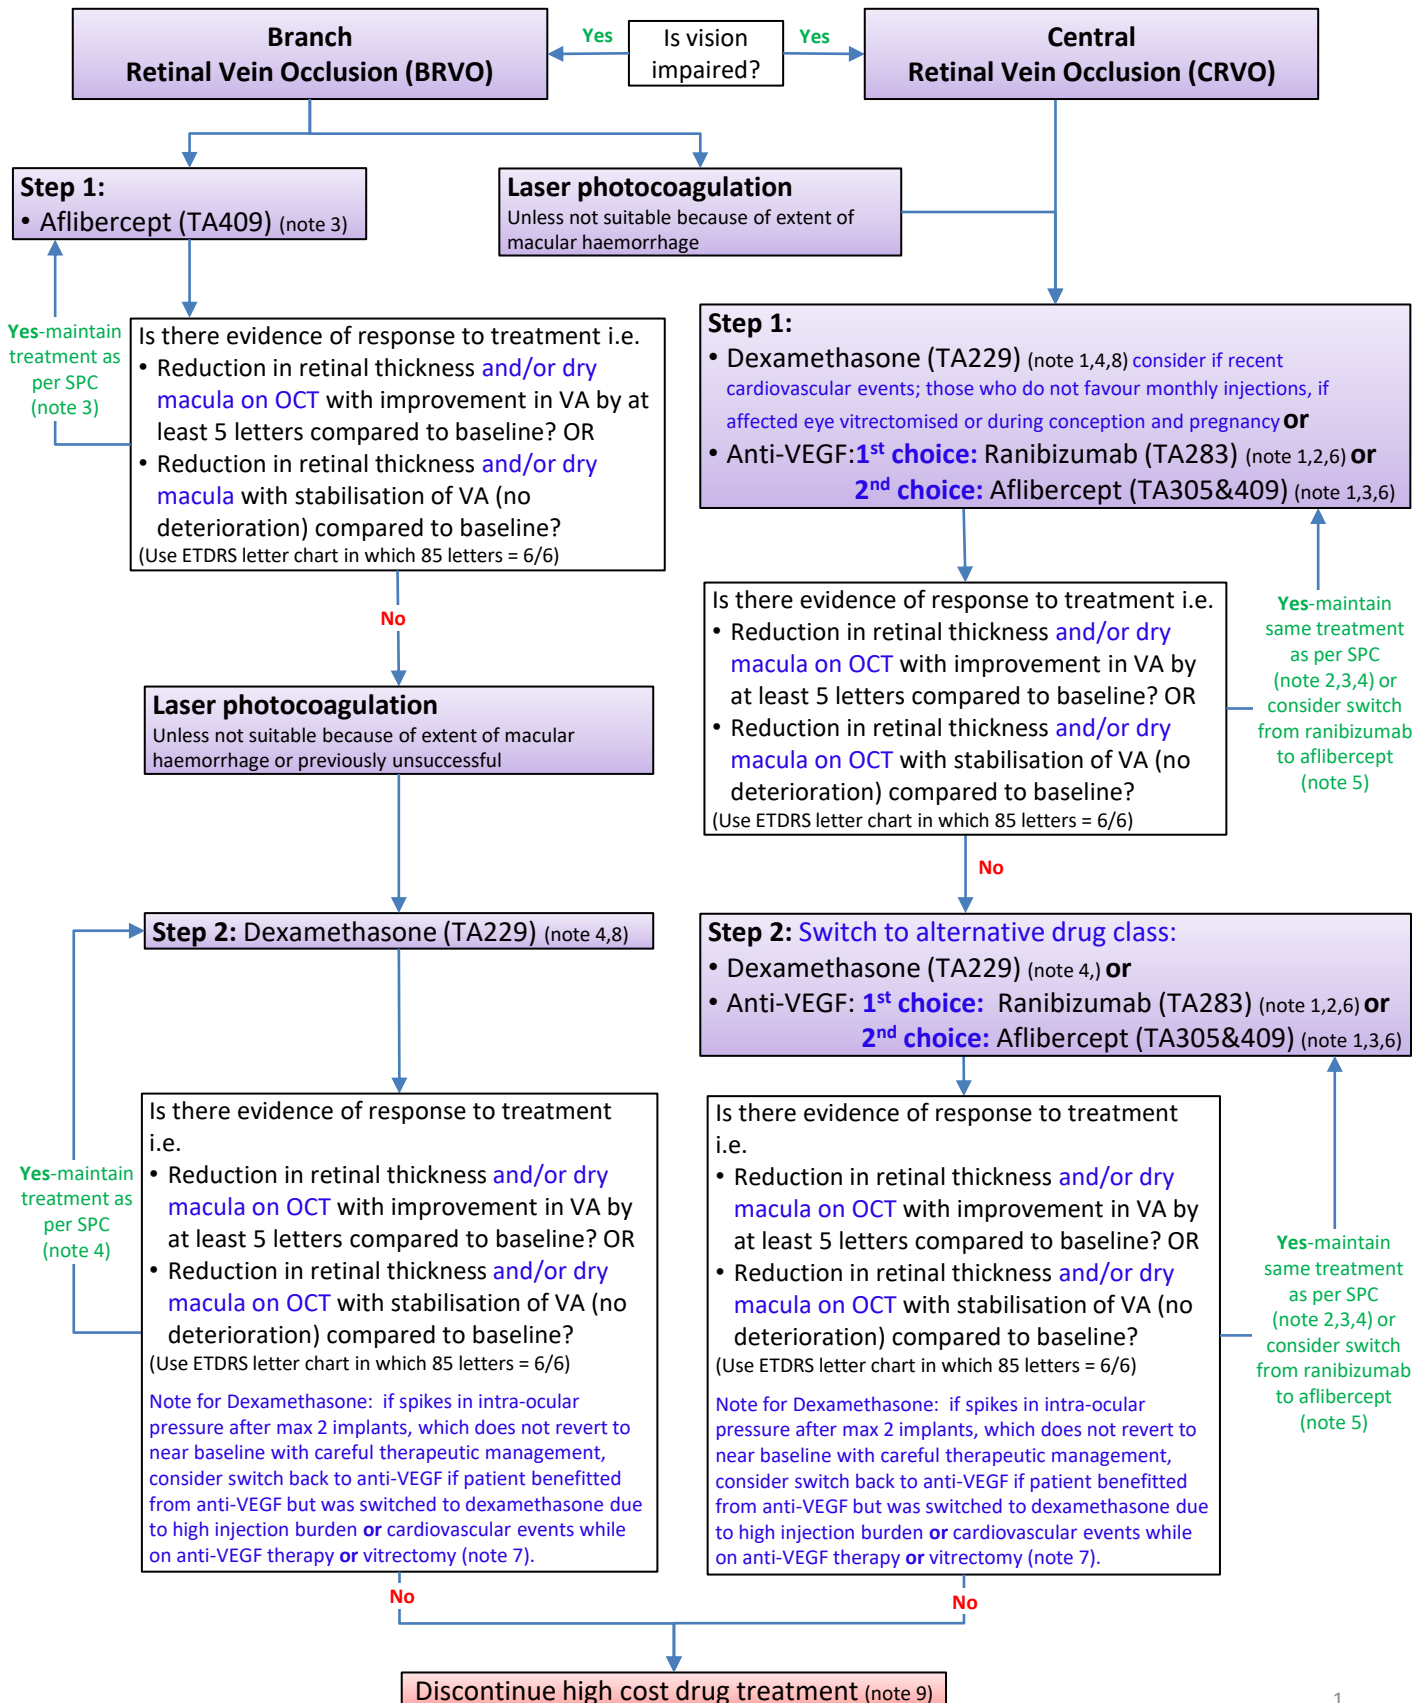 Branch
Retinal Vein Occlusion (BRVO)
Yes
Is vision
impaired?
Yes
Central
Retinal Vein Occlusion (CRVO)
Step 1:
• Aflibercept (TA409) (note 3)
Laser photocoagulation
Unless not suitable because of extent of
macular haemorrhage
Yes-maintain
treatment as
per SPC
(note 3)
Is there evidence of response to treatment i.e.
• Reduction in retinal thickness and/or dry
macula on OCT with improvement in VA by at
least 5 letters compared to baseline? OR
• Reduction in retinal thickness and/or dry
macula with stabilisation of VA (no
deterioration) compared to baseline?
(Use ETDRS letter chart in which 85 letters = 6/6)
Step 1:
• Dexamethasone (TA229) (note 1,4,8) consider if recent
cardiovascular events; those who do not favour monthly injections, if
affected eye vitrectomised or during conception and pregnancy or
• Anti-VEGF:1st choice: Ranibizumab (TA283) (note 1,2,6) or
2nd choice: Aflibercept (TA305&409) (note 1,3,6)
No
Laser photocoagulation
Unless not suitable because of extent of macular
haemorrhage or previously unsuccessful
Is there evidence of response to treatment i.e.
• Reduction in retinal thickness and/or dry
macula on OCT with improvement in VA by
at least 5 letters compared to baseline? OR
• Reduction in retinal thickness and/or dry
macula on OCT with stabilisation of VA (no
deterioration) compared to baseline?
(Use ETDRS letter chart in which 85 letters = 6/6)
Yes-maintain
same treatment
as per SPC
(note 2,3,4) or
consider switch
from ranibizumab
to aflibercept
(note 5)
No
Step 2: Dexamethasone (TA229) (note 4,8)
Step 2: Switch to alternative drug class:
• Dexamethasone (TA229) (note 4,) or
• Anti-VEGF: 1st choice: Ranibizumab (TA283) (note 1,2,6) or
2nd choice: Aflibercept (TA305&409) (note 1,3,6)
Yes-maintain
treatment as
per SPC
(note 4)
Is there evidence of response to treatment
i.e.
• Reduction in retinal thickness and/or dry
macula on OCT with improvement in VA by
at least 5 letters compared to baseline? OR
• Reduction in retinal thickness and/or dry
macula on OCT with stabilisation of VA (no
deterioration) compared to baseline?
(Use ETDRS letter chart in which 85 letters = 6/6)
Note for Dexamethasone: if spikes in intra-ocular
pressure after max 2 implants, which does not revert to
near baseline with careful therapeutic management,
consider switch back to anti-VEGF if patient benefitted
from anti-VEGF but was switched to dexamethasone due
to high injection burden or cardiovascular events while
on anti-VEGF therapy or vitrectomy (note 7).
Is there evidence of response to treatment
i.e.
• Reduction in retinal thickness and/or dry
macula on OCT with improvement in VA by
at least 5 letters compared to baseline? OR
• Reduction in retinal thickness and/or dry
macula on OCT with stabilisation of VA (no
deterioration) compared to baseline?
(Use ETDRS letter chart in which 85 letters = 6/6)
Note for Dexamethasone: if spikes in intra-ocular
pressure after max 2 implants, which does not revert to
near baseline with careful therapeutic management,
consider switch back to anti-VEGF if patient benefitted
from anti-VEGF but was switched to dexamethasone due
to high injection burden or cardiovascular events while
on anti-VEGF therapy or vitrectomy (note 7).
Yes-maintain
same treatment
as per SPC
(note 2,3,4) or
consider switch
from ranibizumab
to aflibercept
(note 5)
No
No
Discontinue high cost drug treatment (note 9)
1